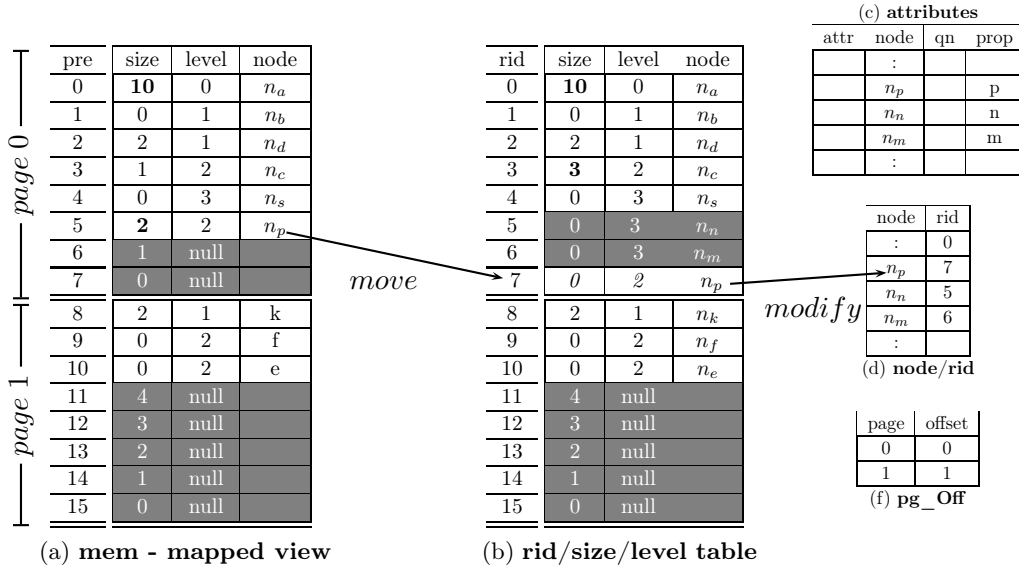 (c) attributes
attr node qn prop
:
n_p p
n_n n
n_m m
:
page 0
page 1
pre size level node
0 10 0 n_a
1 0 1 n_b
2 2 1 n_d
3 1 2 n_c
4 0 3 n_s
5 2 2 n_p
6 1 null
7 0 null
8 2 1 k
9 0 2 f
10 0 2 e
11 4 null
12 3 null
13 2 null
14 1 null
15 0 null
(a) mem - mapped view
move
rid size level node
0 10 0 n_a
1 0 1 n_b
2 2 1 n_d
3 3 2 n_c
4 0 3 n_s
5 0 3 n_n
6 0 3 n_m
7 0 2 n_p
8 2 1 n_k
9 0 2 n_f
10 0 2 n_e
11 4 null
12 3 null
13 2 null
14 1 null
15 0 null
(b) rid/size/level table
modify
node rid
: 0
n_p 7
n_n 5
n_m 6
:
(d) node/rid
page offset
0 0
1 1
(f) pg_Off